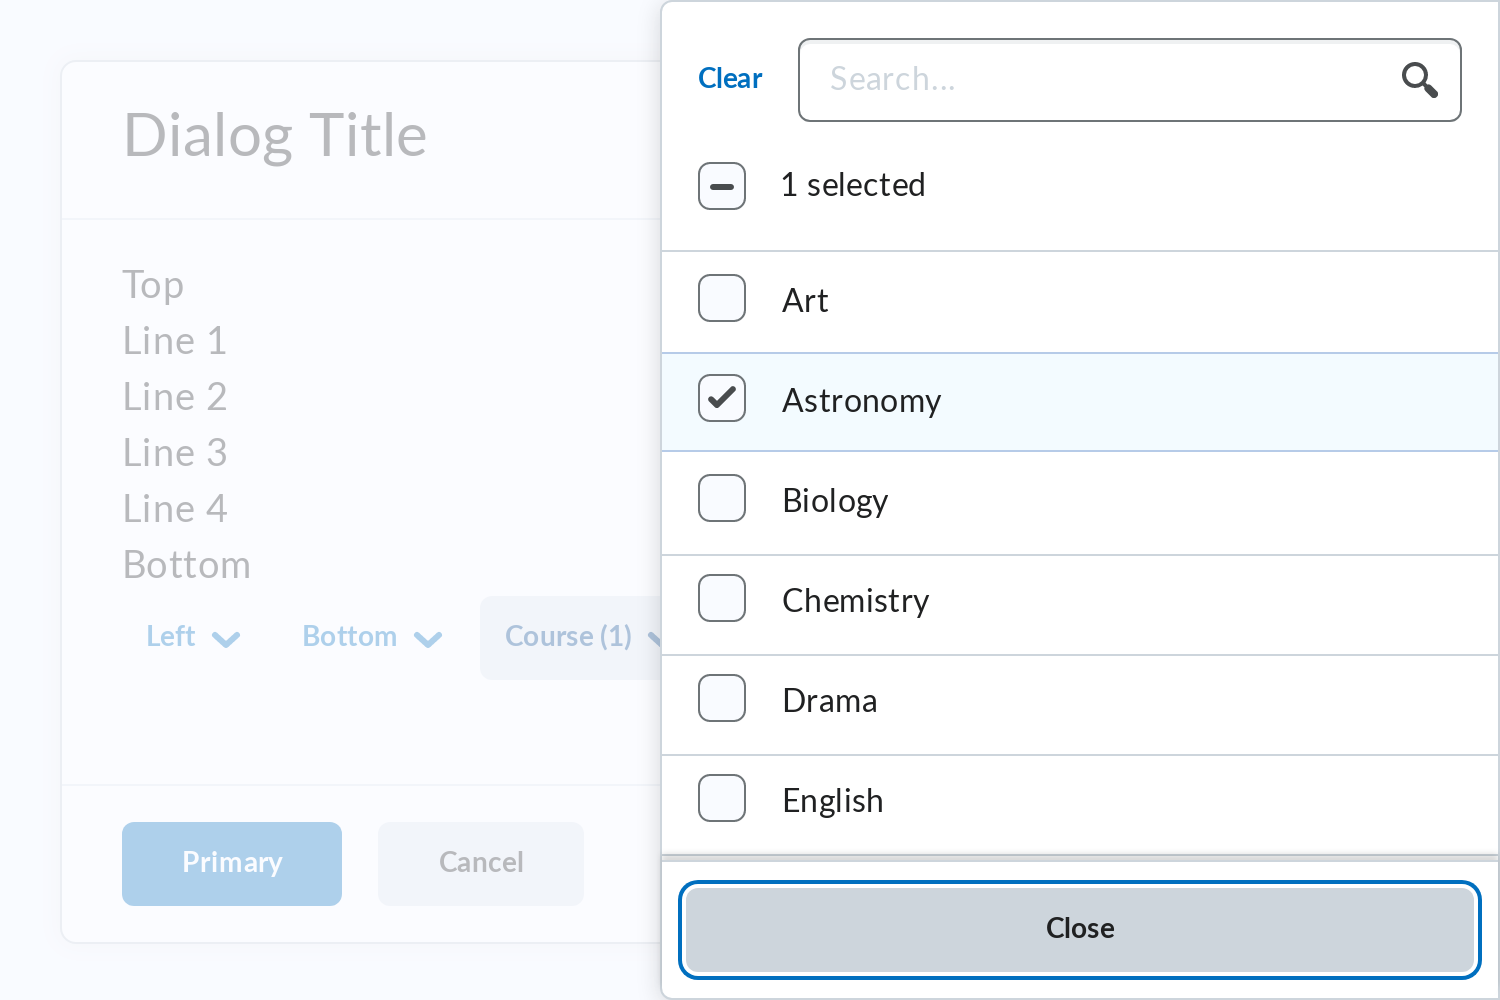 Dialog Title
Top
Line 1
Line 2
Line 3
Line 4
Bottom
Left
Bottom
Course (1)
Primary
Cancel
Clear
Search...
1 selected
Art
Astronomy
Biology
Chemistry
Drama
English
Close